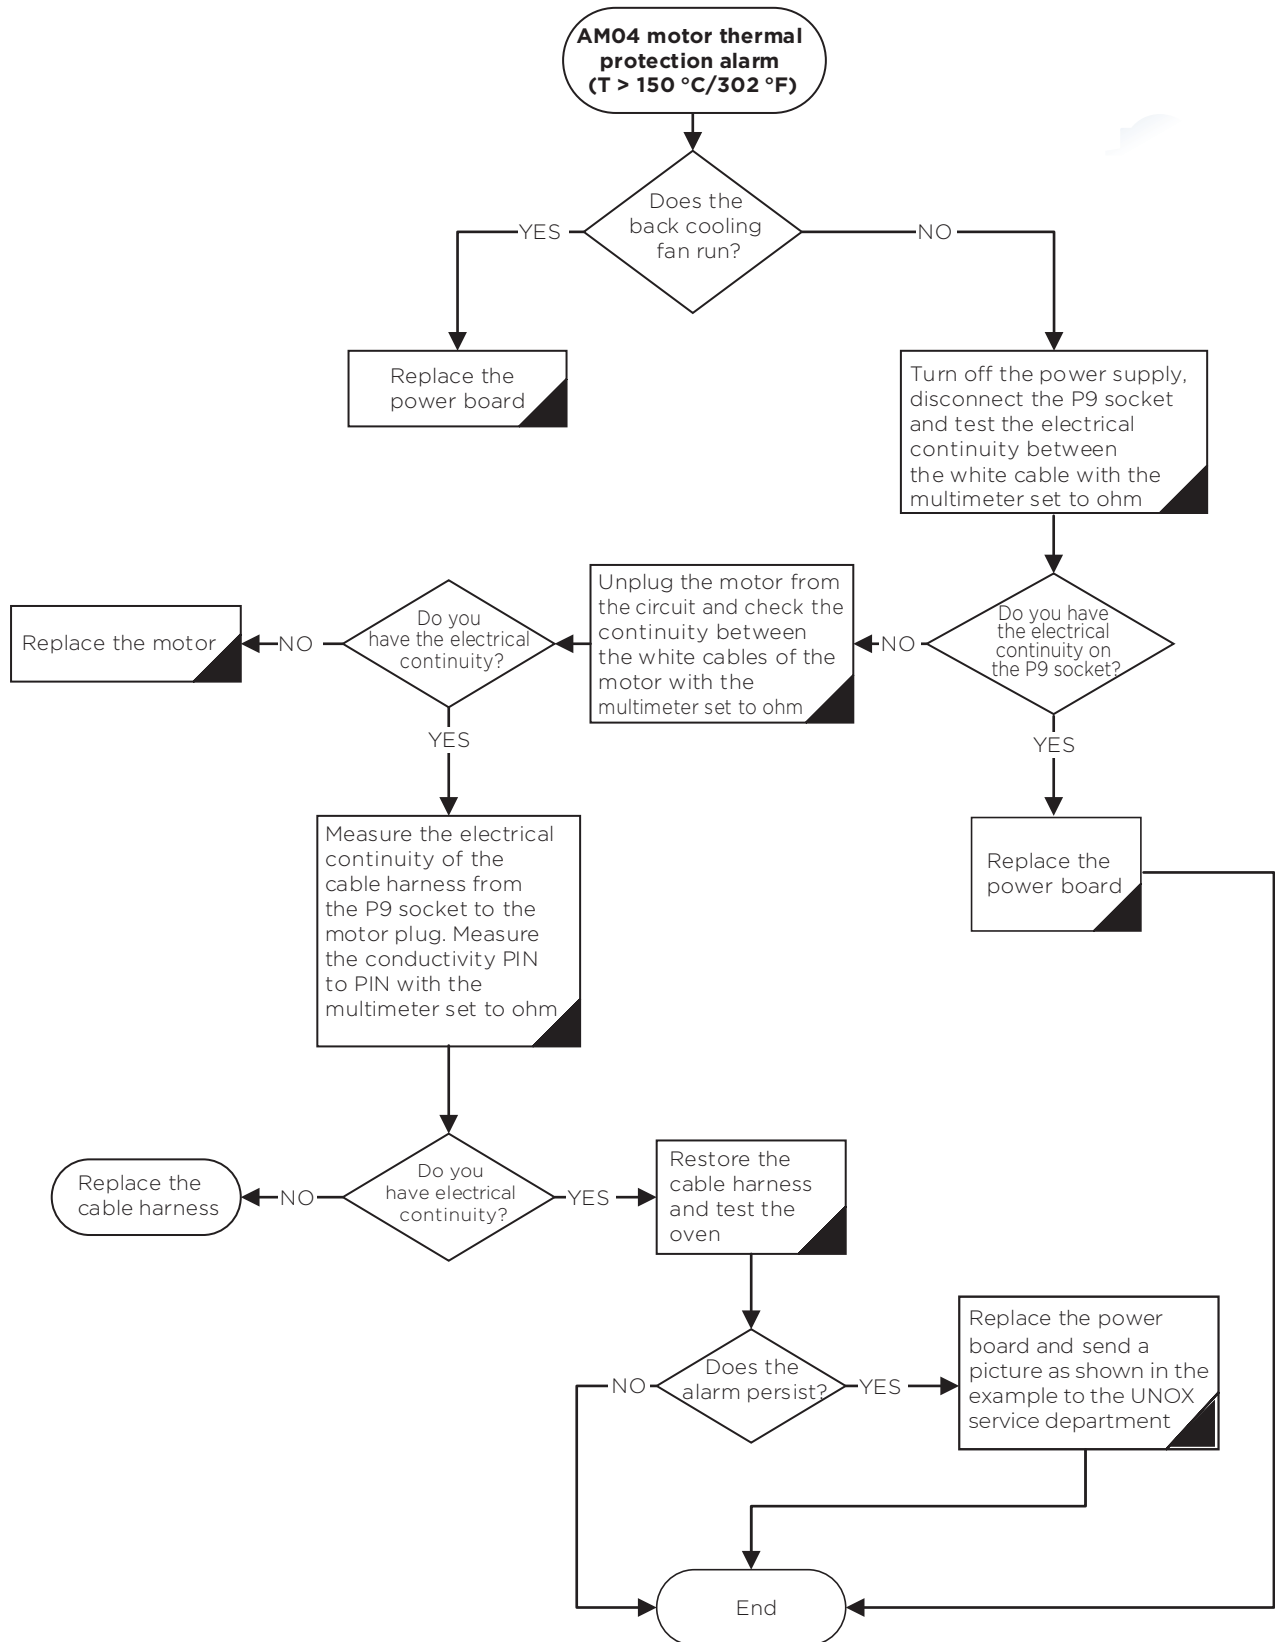 AM04 motor thermal
protection alarm
(T > 150 °C/302 °F)
Does the
back cooling
fan run?
YES
NO
Replace the
power board
Turn off the power supply,
disconnect the P9 socket
and test the electrical
continuity between
the white cable with the
multimeter set to ohm
Do you have
the electrical
continuity on
the P9 socket?
NO
Unplug the motor from
the circuit and check the
continuity between
the white cables of the
motor with the
multimeter set to ohm
Do you
have the electrical
continuity?
NO
Replace the motor
YES
YES
Replace the
power board
Measure the electrical
continuity of the
cable harness from
the P9 socket to the
motor plug. Measure
the conductivity PIN
to PIN with the
multimeter set to ohm
Do you
have electrical
continuity?
NO
Replace the
cable harness
YES
Restore the
cable harness
and test the
oven
Does the
alarm persist?
NO
YES
Replace the power
board and send a
picture as shown in the
example to the UNOX
service department
End